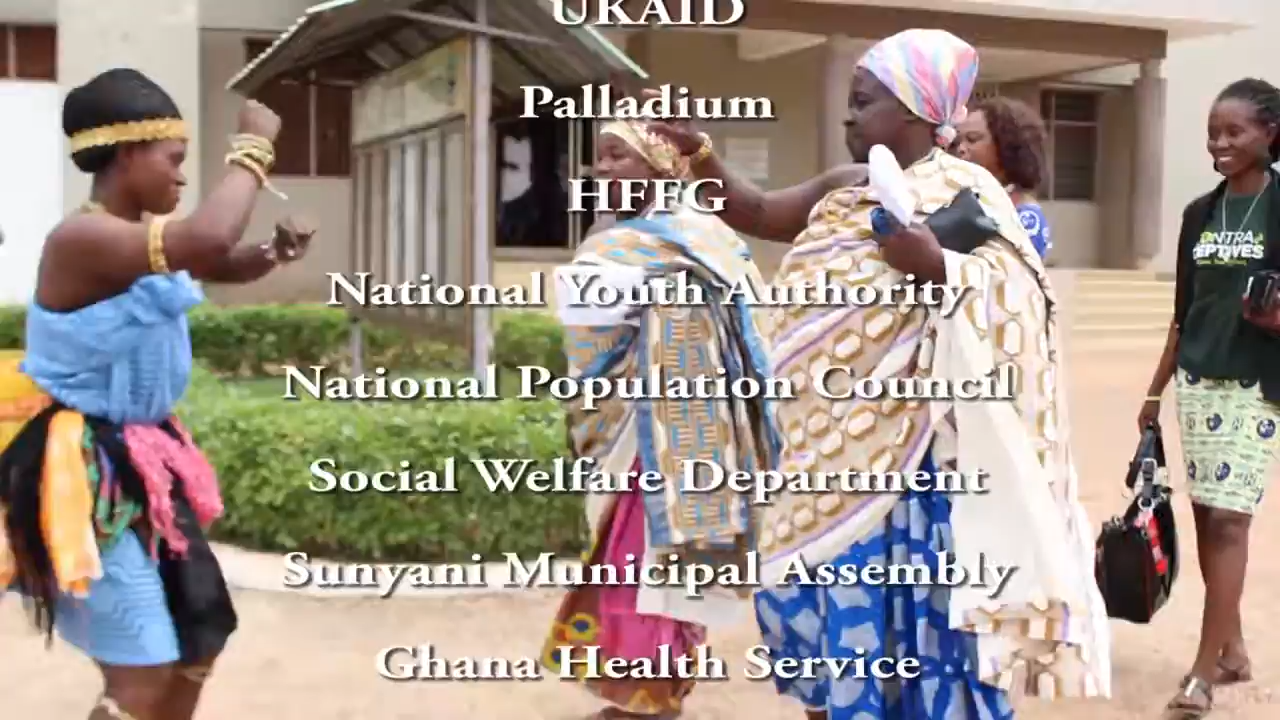 UKAID
Palladium
HFFG
National Youth Authority
National Population Council
Social Welfare Department
Sunyani Municipal Assembly
Ghana Health Service